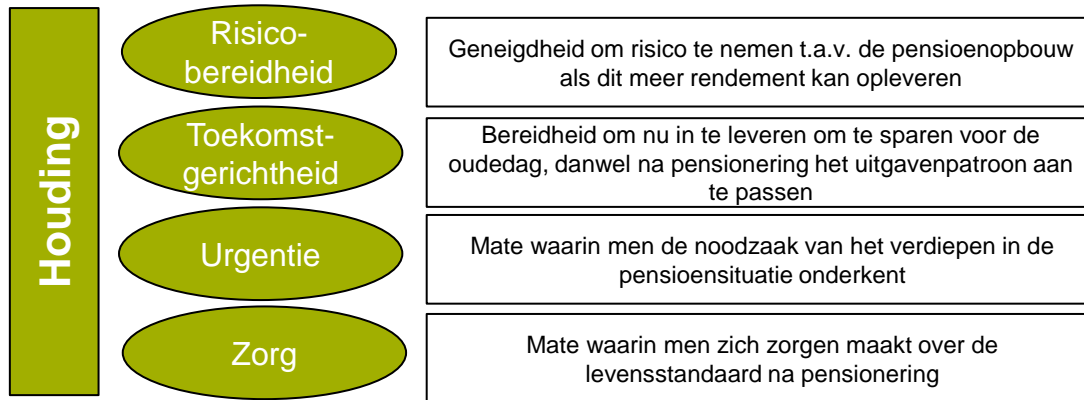 Houding
Risico-
bereidheid
Geneigdheid om risico te nemen t.a.v. de pensioenopbouw
als dit meer rendement kan opleveren
Toekomst-
gerichtheid
Bereidheid om nu in te leveren om te sparen voor de
oudedag, danwel na pensionering het uitgavenpatroon aan
te passen
Urgentie
Mate waarin men de noodzaak van het verdiepen in de
pensioensituatie onderkent
Zorg
Mate waarin men zich zorgen maakt over de
levensstandaard na pensionering